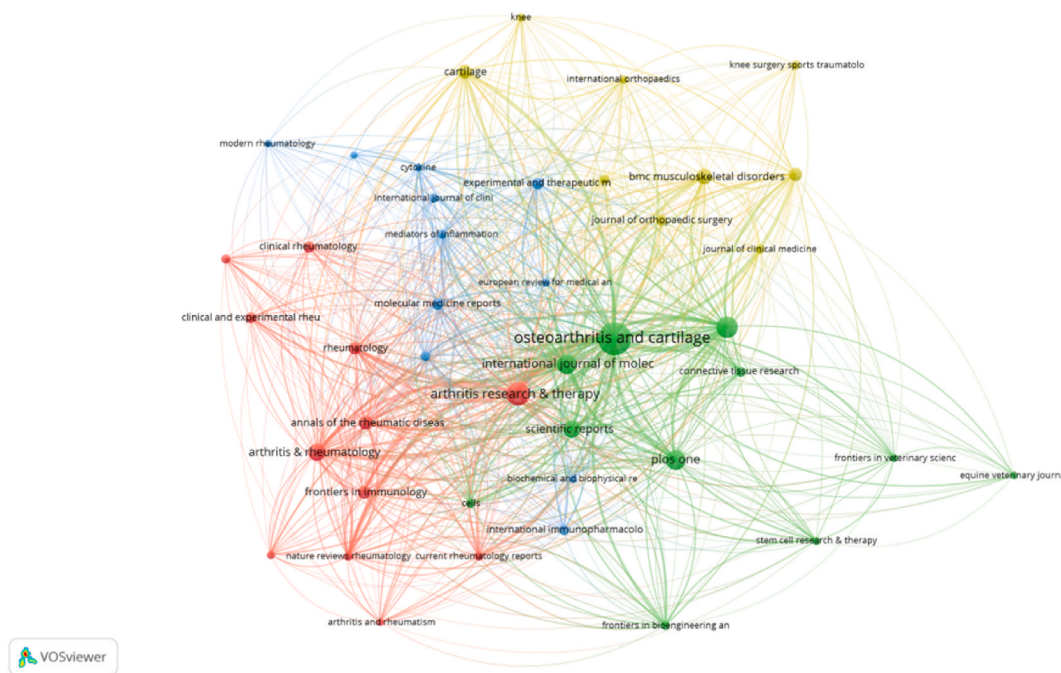 knee
knee surgery sports traumatolo
cartilage
international orthopaedics
modern rheumatology
cytokine
experimental and therapeutic m
bmc musculoskeletal disorders
international journal of clini
journal of orthopaedic surgery
mediators of inflammation
clinical rheumatology
journal of clinical medicine
european review for medical an
molecular medicine reports
clinical and experimental rheu
osteoarthritis and cartilage
rheumatology
international journal of molec
connective tissue research
arthritis research & therapy
annals of the rheumatic diseas
scientific reports
arthritis & rheumatology
plos one
frontiers in veterinary scienc
equine veterinary journ
biochemical and biophysical re
frontiers in immunology
cells
international immunopharmacolo
stem cell research & therapy
nature reviews rheumatology
current rheumatology reports
arthritis and rheumatism
frontiers in bioengineering an
VOSviewer